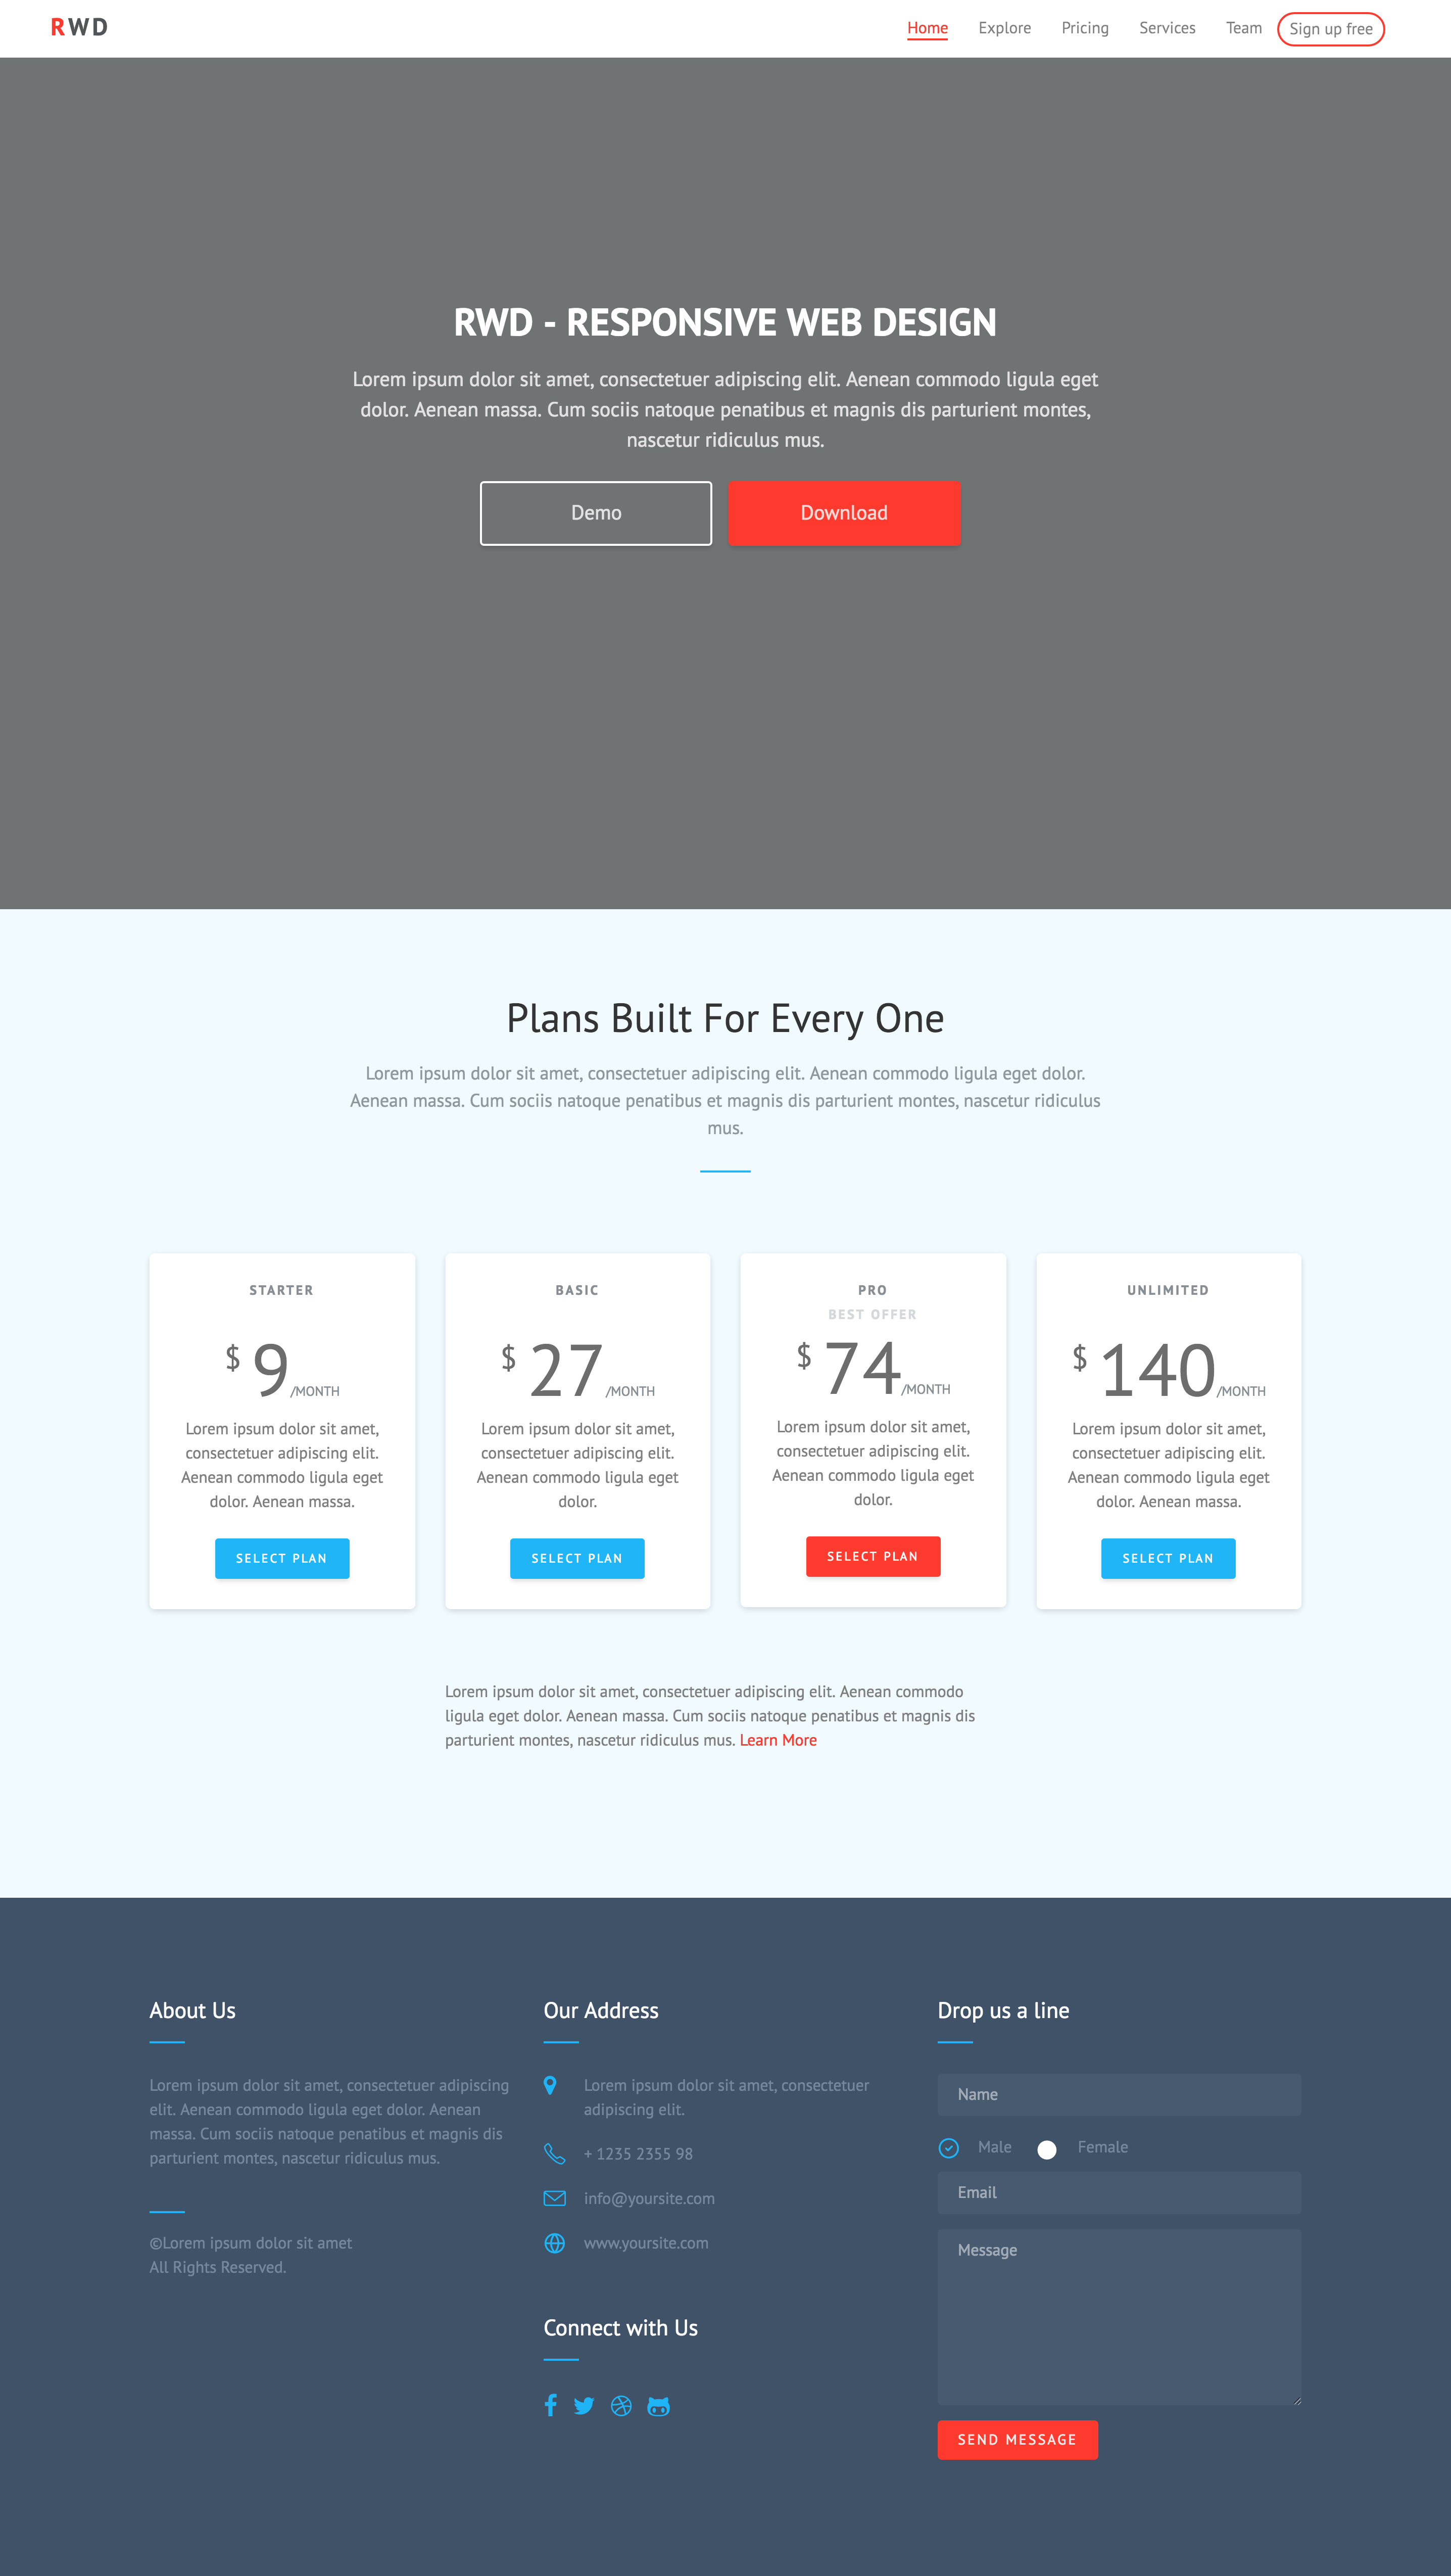 RWD
Home Explore Pricing Services Team Sign up free
RWD - RESPONSIVE WEB DESIGN
Lorem ipsum dolor sit amet, consectetuer adipiscing elit. Aenean commodo ligula eget
dolor. Aenean massa. Cum sociis natoque penatibus et magnis dis parturient montes,
nascetur ridiculus mus.
Demo Download
Plans Built For Every One
Lorem ipsum dolor sit amet, consectetuer adipiscing elit. Aenean commodo ligula eget dolor.
Aenean massa. Cum sociis natoque penatibus et magnis dis parturient montes, nascetur ridiculus
mus.
STARTER
$ 9 /MONTH
Lorem ipsum dolor sit amet,
consectetuer adipiscing elit.
Aenean commodo ligula eget
dolor. Aenean massa.
SELECT PLAN
BASIC
$ 27 /MONTH
Lorem ipsum dolor sit amet,
consectetuer adipiscing elit.
Aenean commodo ligula eget
dolor.
SELECT PLAN
PRO
BEST OFFER
$ 74 /MONTH
Lorem ipsum dolor sit amet,
consectetuer adipiscing elit.
Aenean commodo ligula eget
dolor.
SELECT PLAN
UNLIMITED
$ 140 /MONTH
Lorem ipsum dolor sit amet,
consectetuer adipiscing elit.
Aenean commodo ligula eget
dolor. Aenean massa.
SELECT PLAN
Lorem ipsum dolor sit amet, consectetuer adipiscing elit. Aenean commodo
ligula eget dolor. Aenean massa. Cum sociis natoque penatibus et magnis dis
parturient montes, nascetur ridiculus mus. Learn More
About Us
Lorem ipsum dolor sit amet, consectetuer adipiscing
elit. Aenean commodo ligula eget dolor. Aenean
massa. Cum sociis natoque penatibus et magnis dis
parturient montes, nascetur ridiculus mus.
©Lorem ipsum dolor sit amet
All Rights Reserved.
Our Address
Lorem ipsum dolor sit amet, consectetuer
adipiscing elit.
+ 1235 2355 98
info@yoursite.com
www.yoursite.com
Connect with Us
Drop us a line
Name
Male Female
Email
Message
SEND MESSAGE